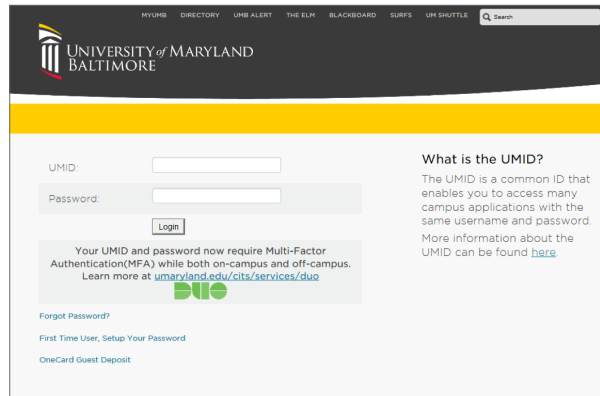 MYUMB DIRECTORY UMB ALERT THE ELM BLACKBOARD SURFS UM SHUTTLE Search
UNIVERSITY of MARYLAND
BALTIMORE
UMID:
Password:
Login
Your UMID and password now require Multi-Factor
Authentication(MFA) while both on-campus and off-campus.
Learn more at umaryland.edu/cits/services/duo
DUO
Forgot Password?
First Time User, Setup Your Password
OneCard Guest Deposit
What is the UMID?
The UMID is a common ID that
enables you to access many
campus applications with the
same username and password.
More information about the
UMID can be found here.